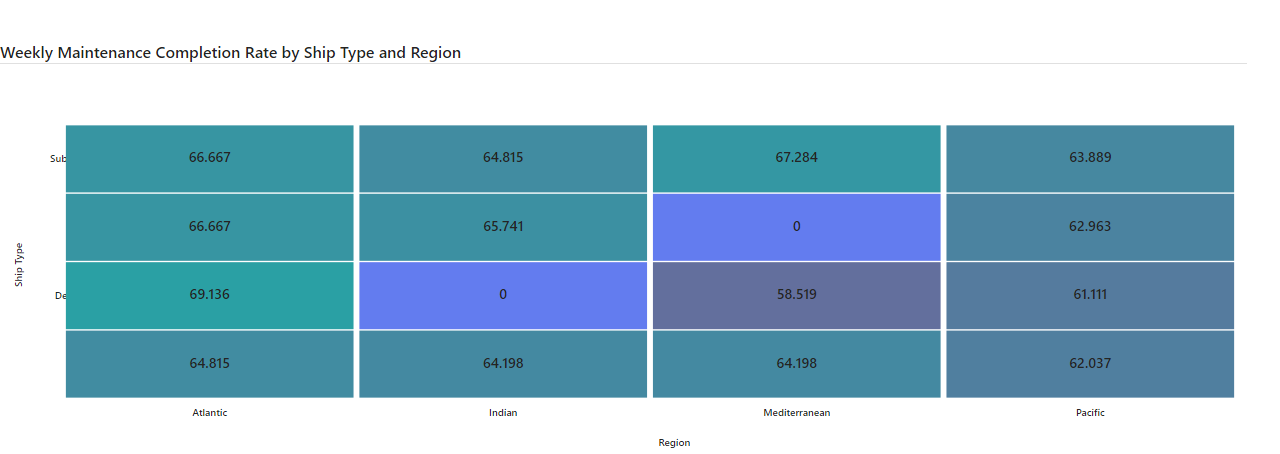 Weekly Maintenance Completion Rate by Ship Type and Region
Sub
66.667
64.815
67.284
63.889
66.667
65.741
0
62.963
De
69.136
0
58.519
61.111
64.815
64.198
64.198
62.037
Ship Type
Atlantic
Indian
Mediterranean
Pacific
Region